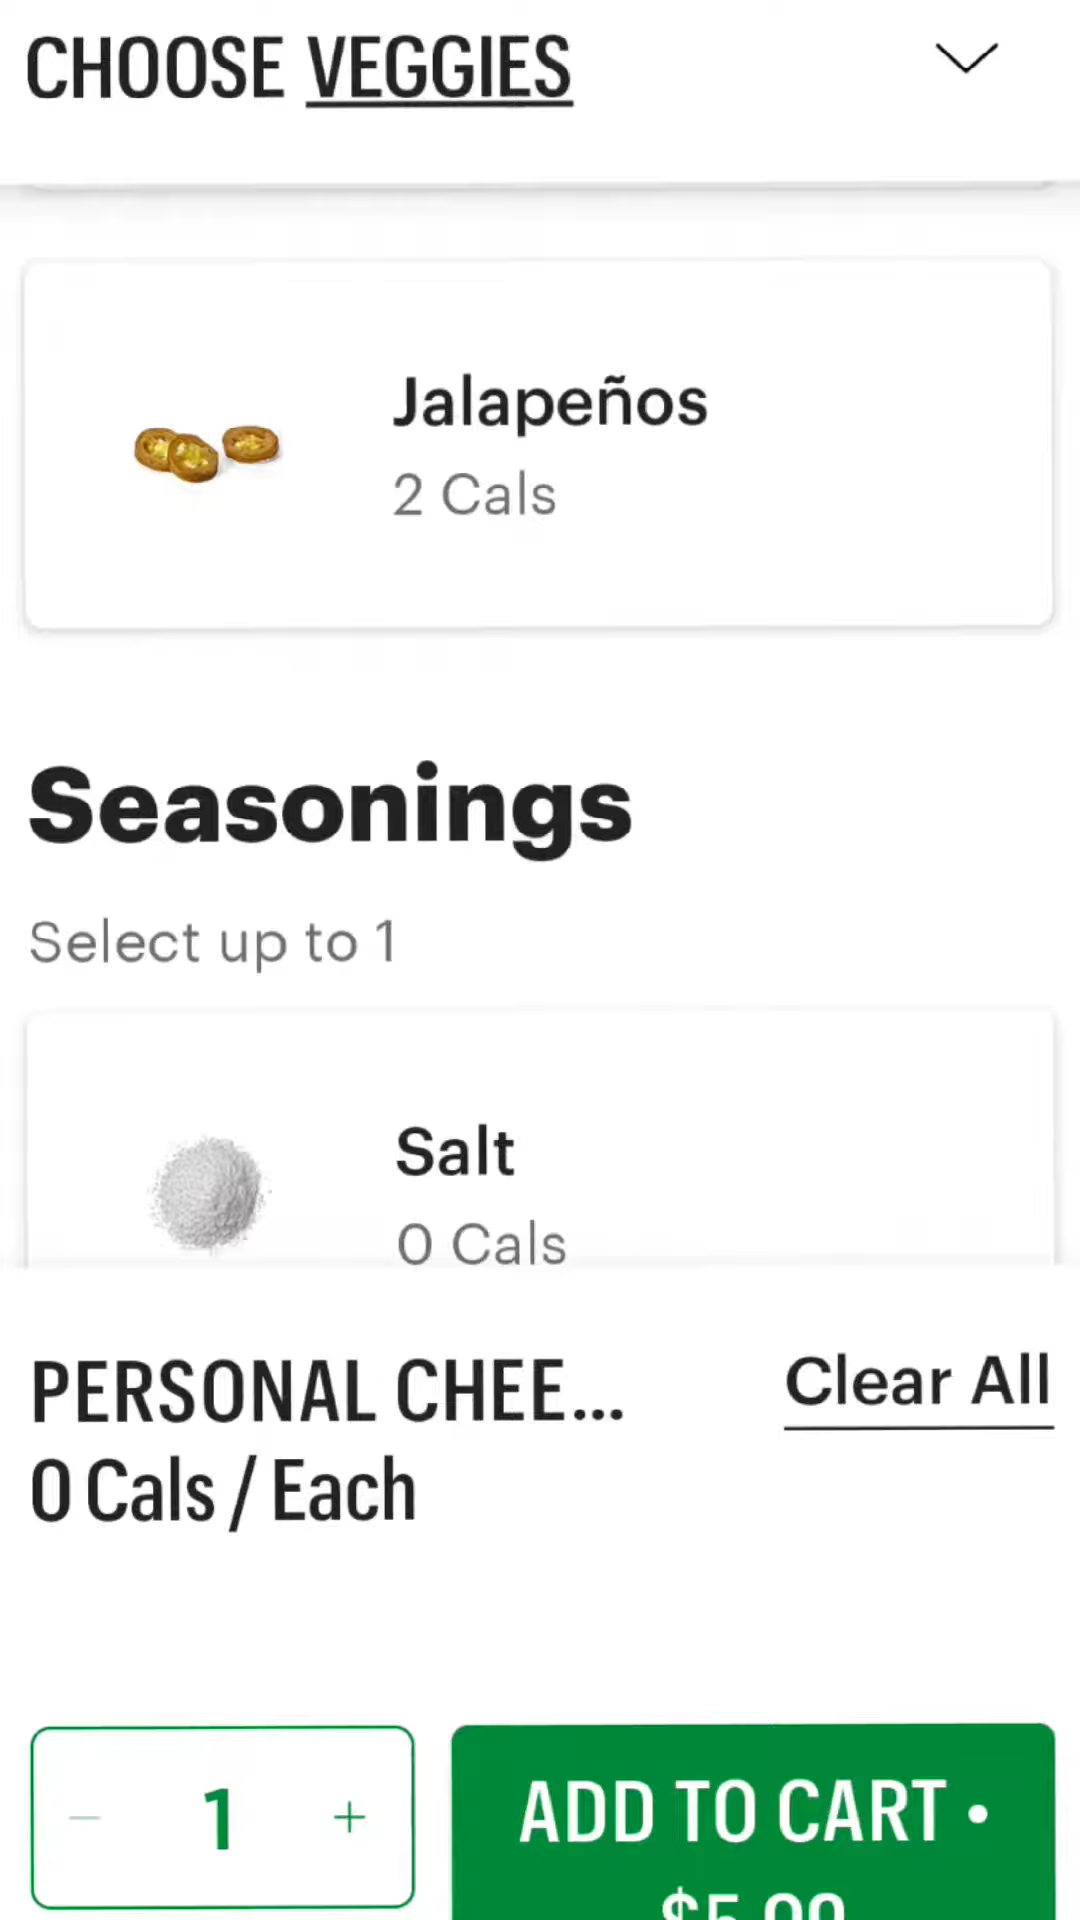 CHOOSE VEGGIES
Jalapeños
2 Cals
Seasonings
Select up to 1
Salt
0 Cals
PERSONAL CHEE...
Clear All
0 Cals / Each
− 1 +
ADD TO CART •